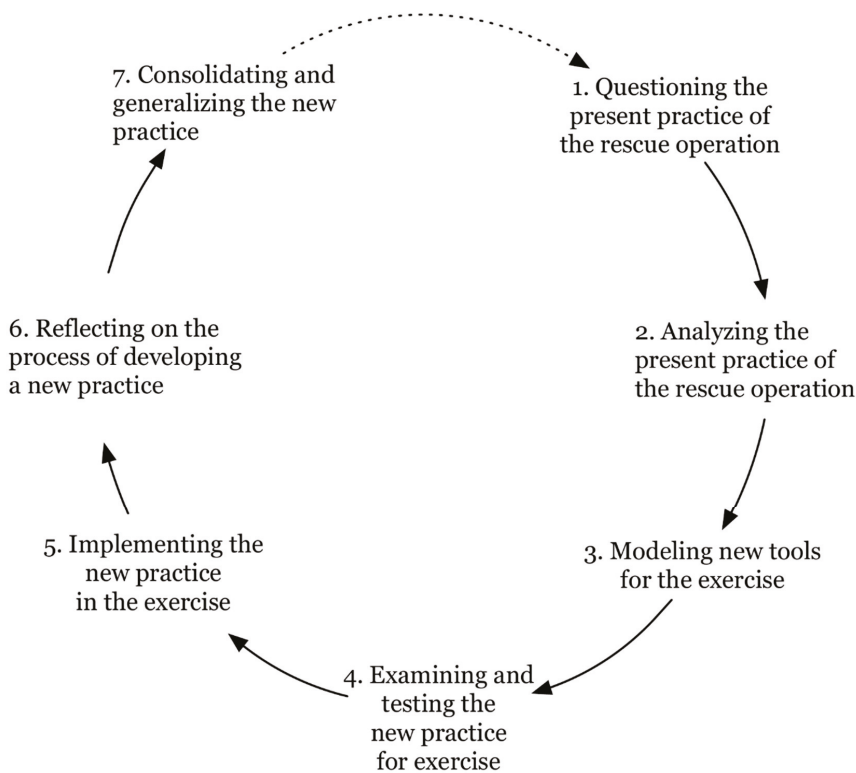 1. Questioning the
present practice of
the rescue operation
2. Analyzing the
present practice of
the rescue operation
3. Modeling new tools
for the exercise
4. Examining and
testing the
new practice
for exercise
5. Implementing the
new practice
in the exercise
6. Reflecting on the
process of developing
a new practice
7. Consolidating and
generalizing the new
practice